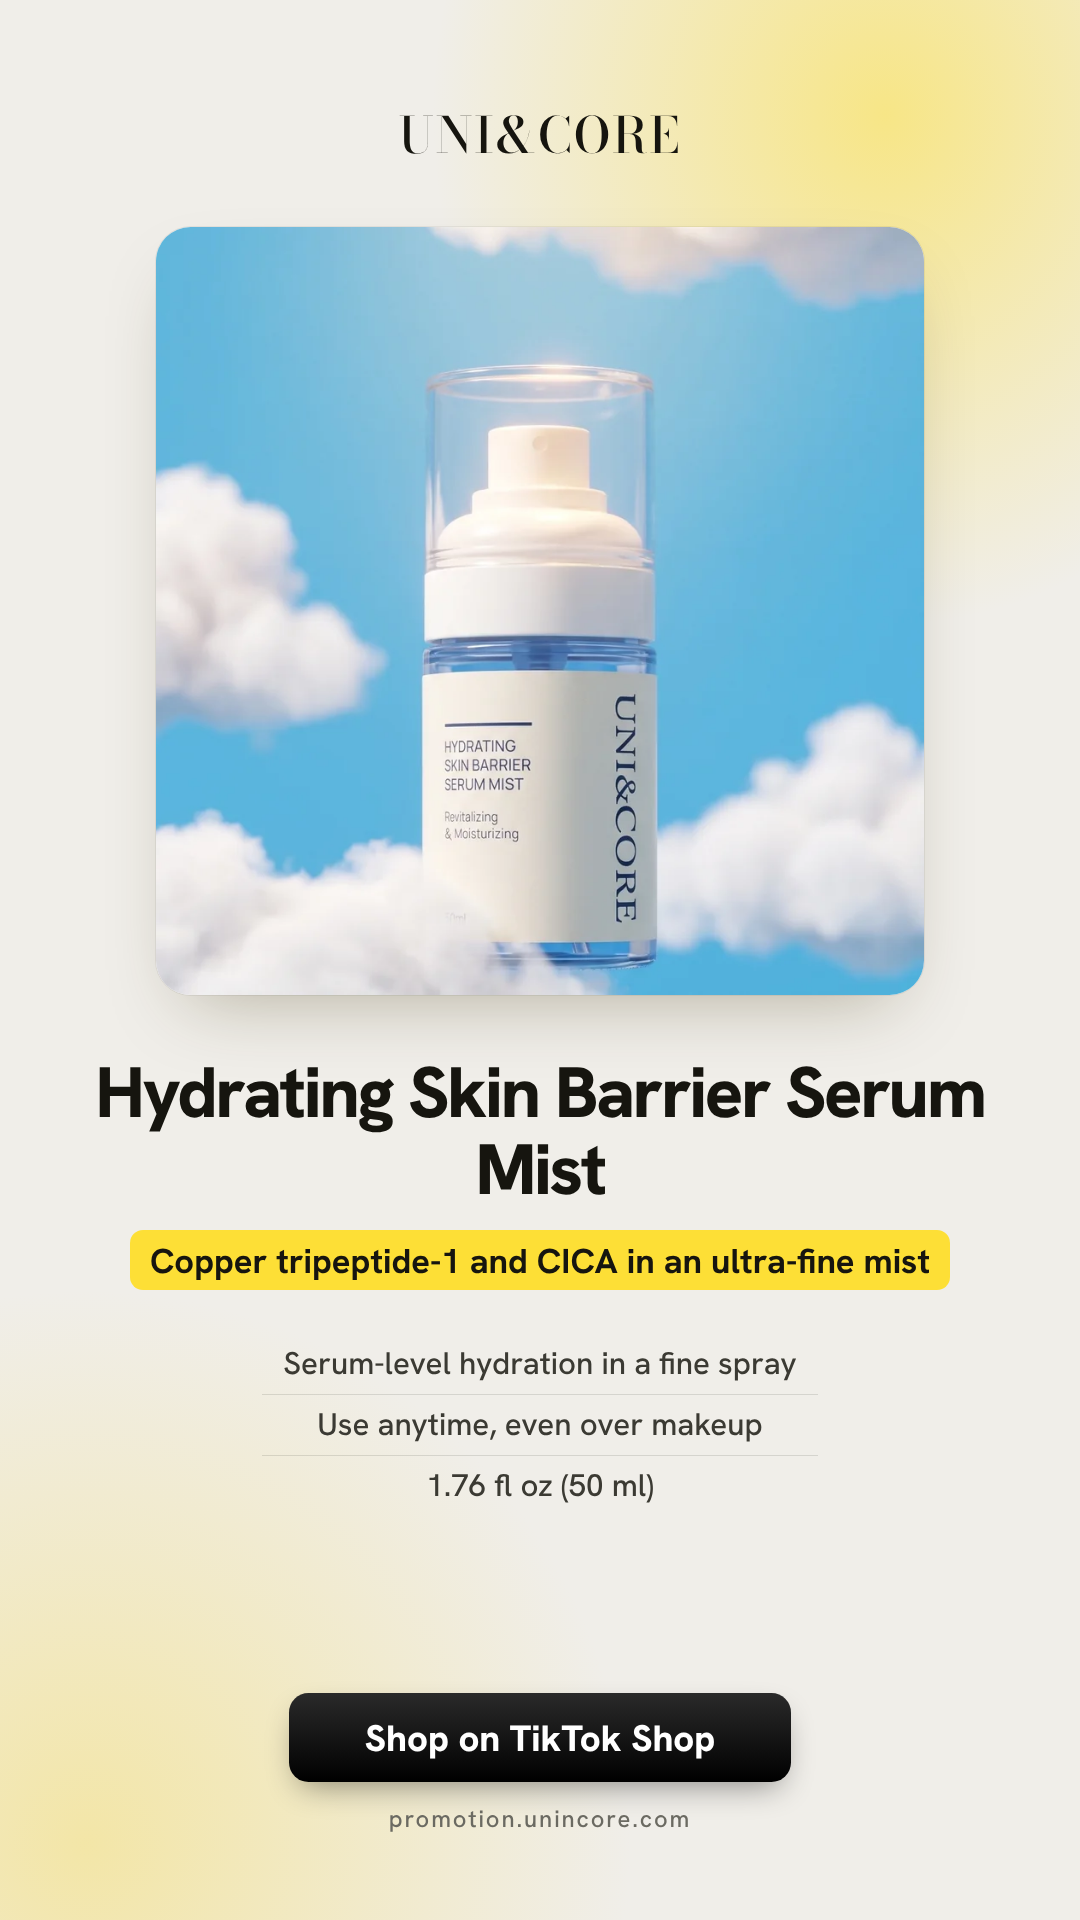 UNI&CORE
HYDRATING
SKIN BARRIER
SERUM MIST
Revitalizing
& Moisturizing
UNI&CORE
Hydrating Skin Barrier Serum
Mist
Copper tripeptide-1 and CICA in an ultra-fine mist
Serum-level hydration in a fine spray
Use anytime, even over makeup
1.76 fl oz (50 ml)
Shop on TikTok Shop
promotion.unincore.com